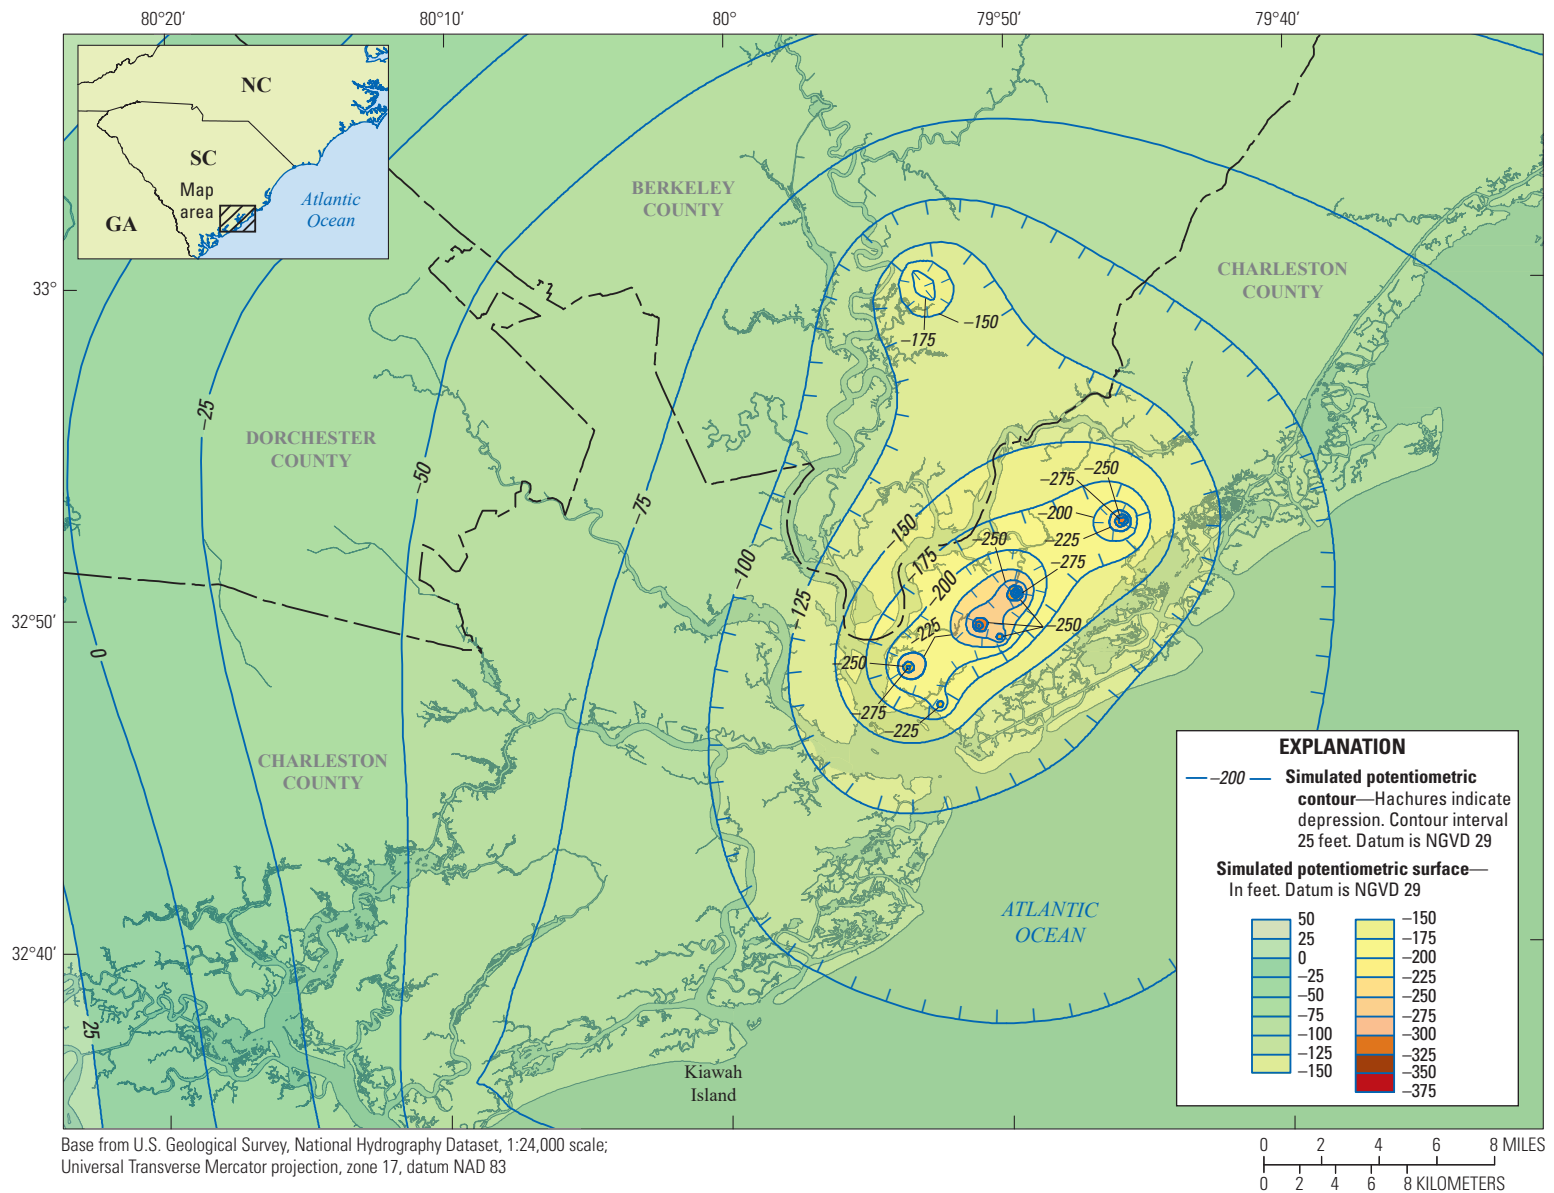 80°20′
80°10′
80°
79°50′
79°40′
NC
SC
Map
area
GA
Atlantic
Ocean
BERKELEY
COUNTY
CHARLESTON
COUNTY
33°
−150
−175
−25
DORCHESTER
COUNTY
50
−75
−250
−275
−200
−225
−150
−250
−175
−275
−100
−200
−125
32°50′
−250
−225
0
−250
−275
−225
CHARLESTON
COUNTY
ATLANTIC
OCEAN
32°40′
25
Kiawah
Island
EXPLANATION
−200
Simulated potentiometric
contour—Hachures indicate
depression. Contour interval
25 feet. Datum is NGVD 29
Simulated potentiometric surface—
In feet. Datum is NGVD 29
50
25
0
−25
−50
−75
−100
−125
−150
−150
−175
−200
−225
−250
−275
−300
−325
−350
−375
Base from U.S. Geological Survey, National Hydrography Dataset, 1:24,000 scale;
Universal Transverse Mercator projection, zone 17, datum NAD 83
0 2 4 6 8 MILES
0 2 4 6 8 KILOMETERS